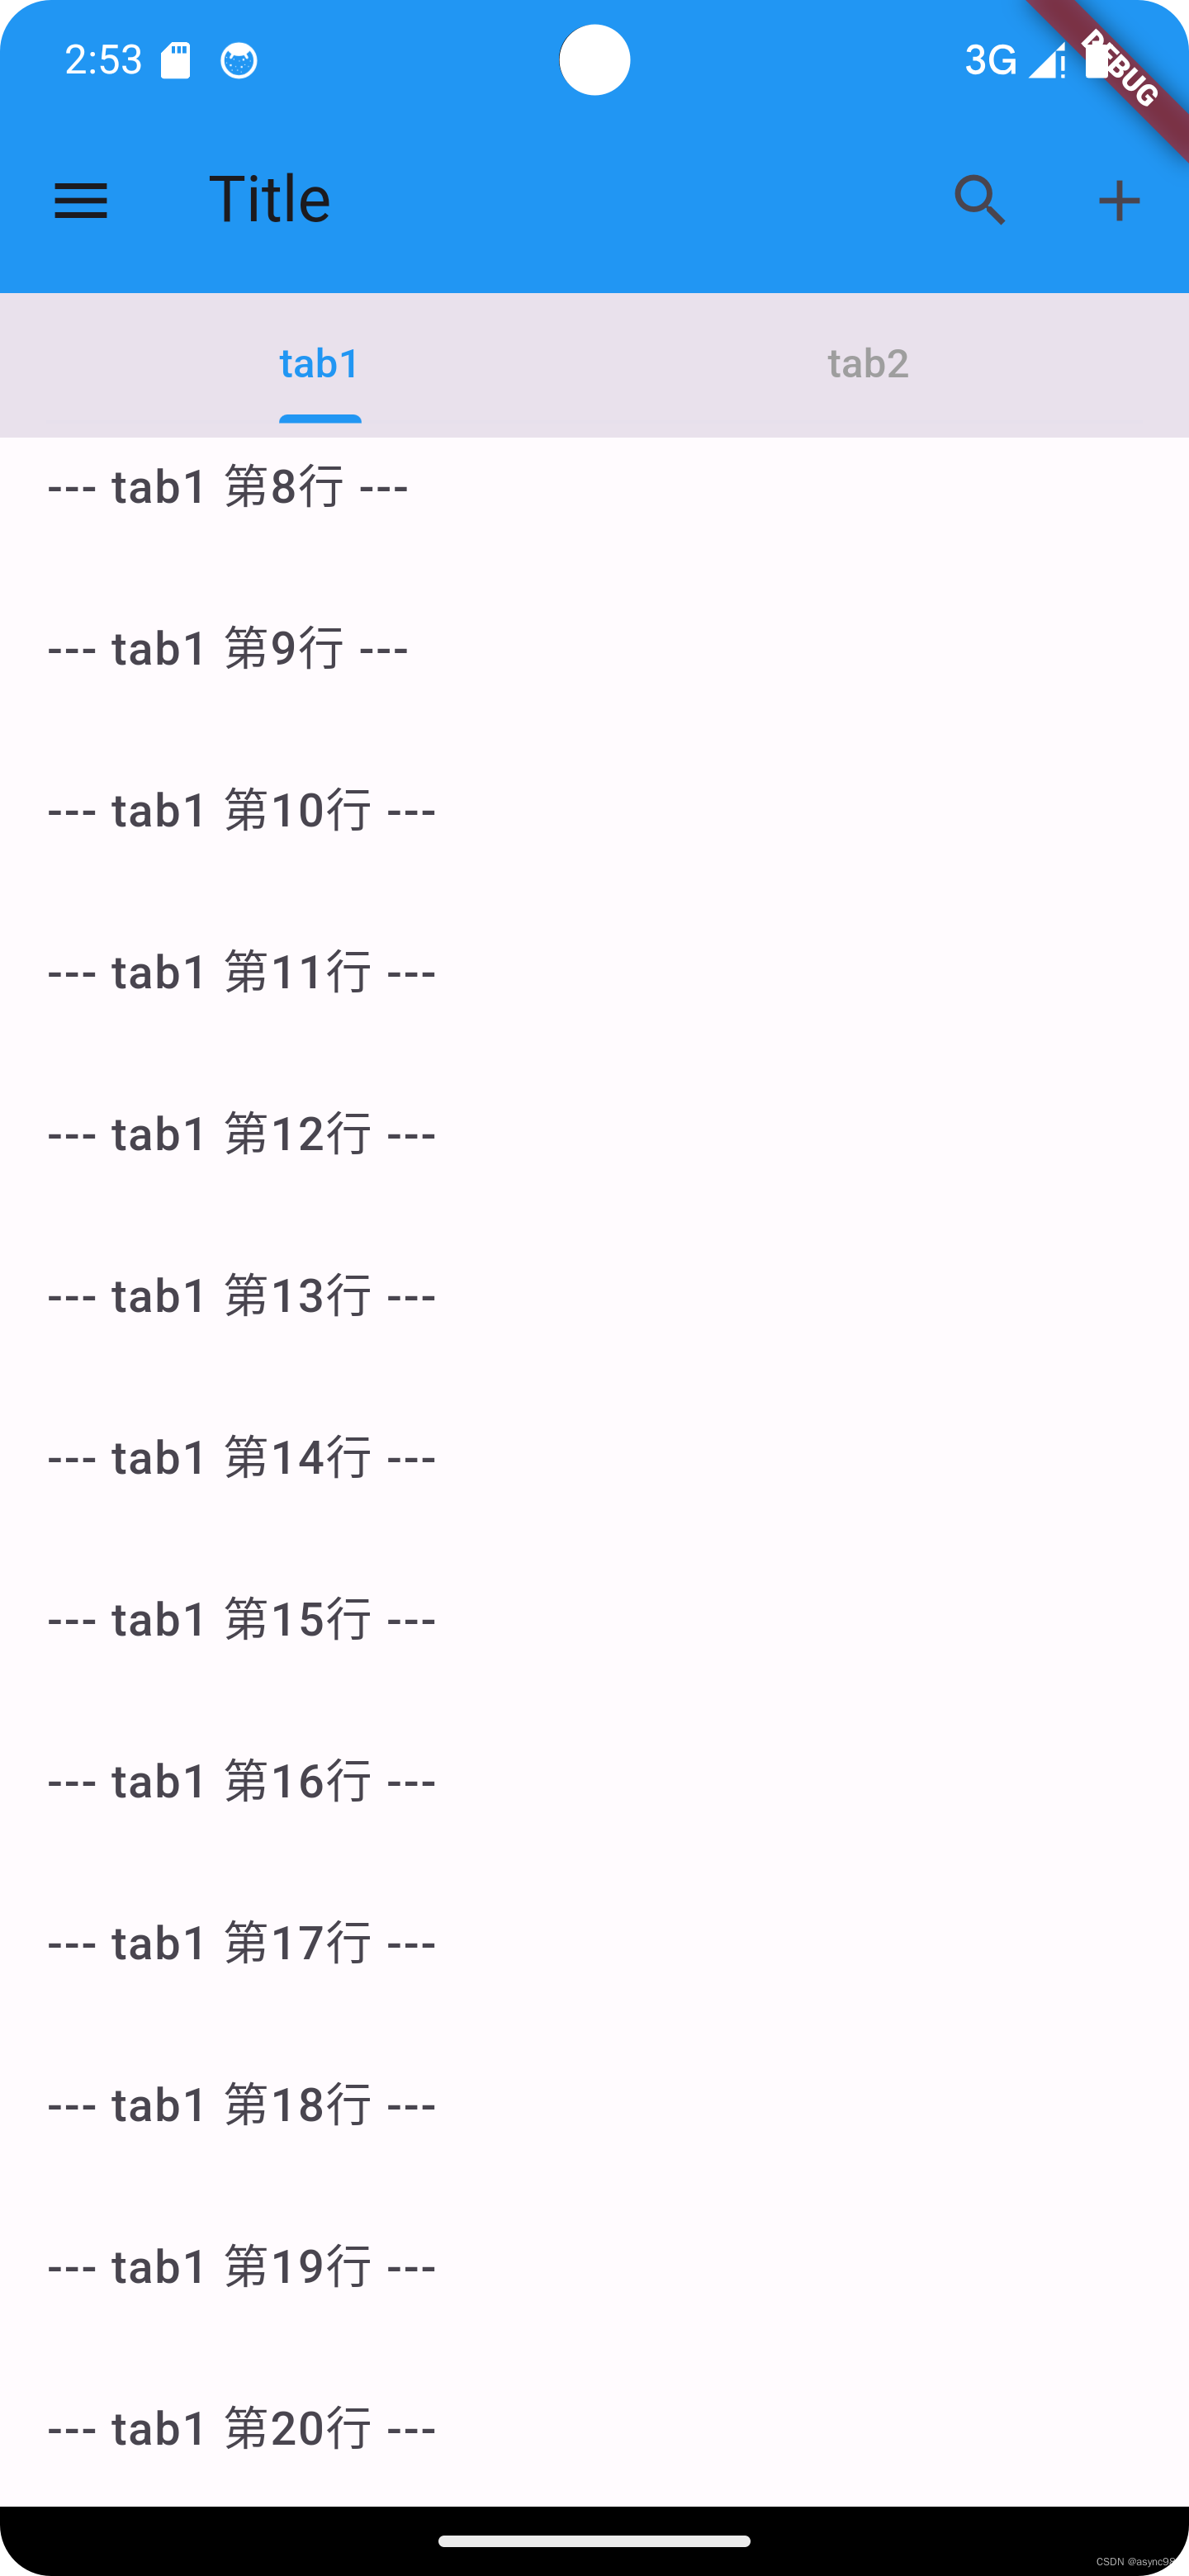 2:53
3G
DEBUG
Title
tab1 tab2
--- tab1 第8行 ---
--- tab1 第9行 ---
--- tab1 第10行 ---
--- tab1 第11行 ---
--- tab1 第12行 ---
--- tab1 第13行 ---
--- tab1 第14行 ---
--- tab1 第15行 ---
--- tab1 第16行 ---
--- tab1 第17行 ---
--- tab1 第18行 ---
--- tab1 第19行 ---
--- tab1 第20行 ---
CSDN @async98